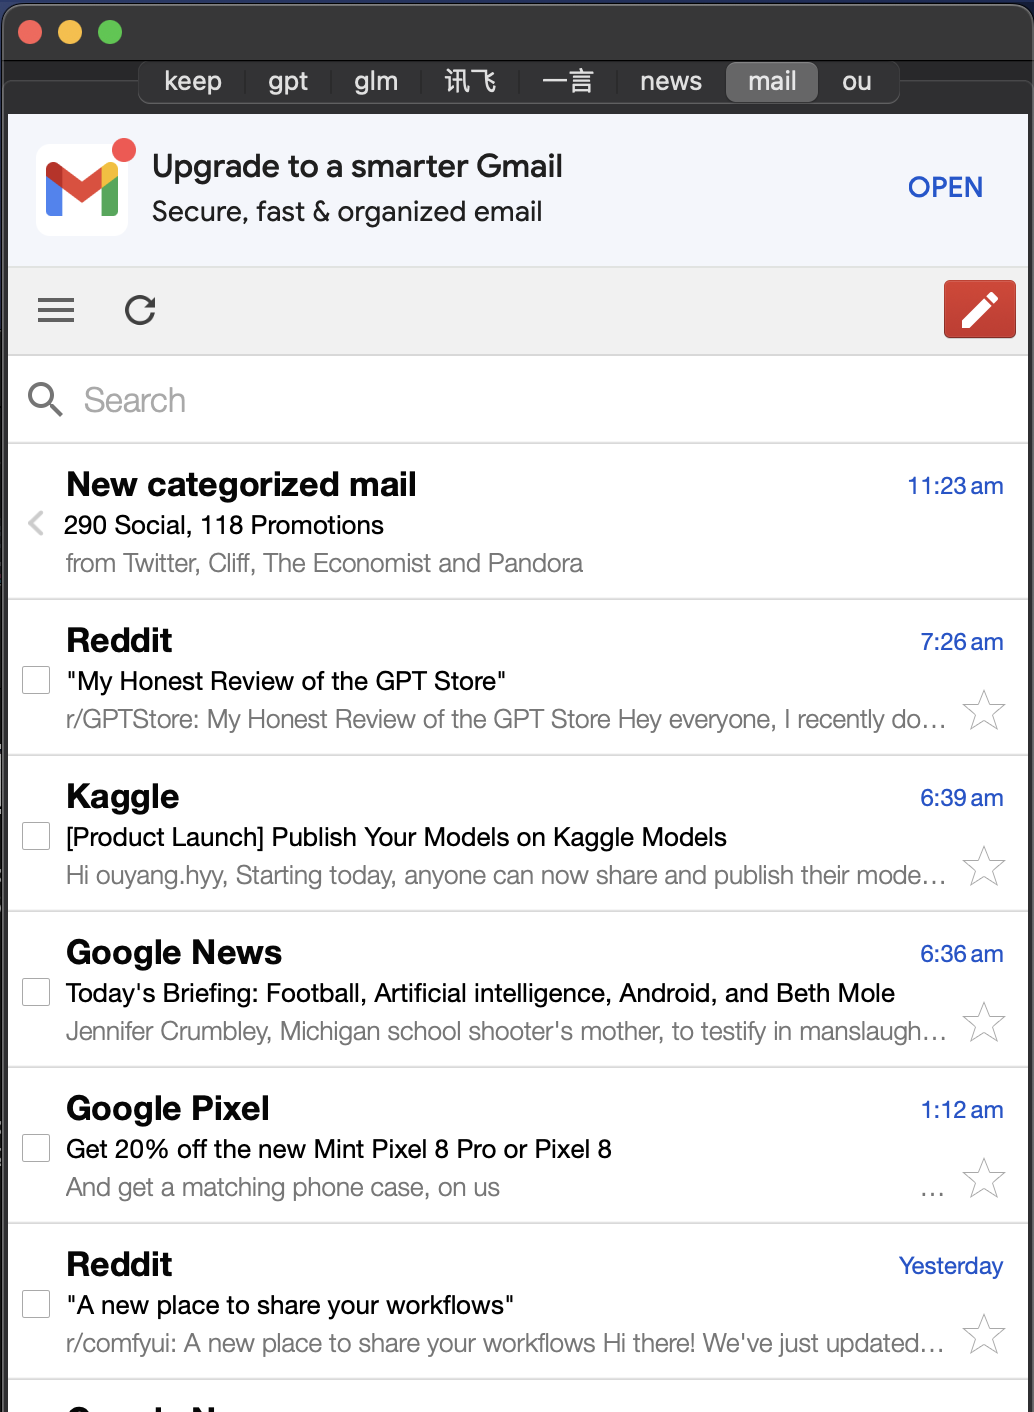 keep gpt glm 讯飞 一言 news mail ou
Upgrade to a smarter Gmail
Secure, fast & organized email
OPEN
Search
New categorized mail
11:23 am
290 Social, 118 Promotions
from Twitter, Cliff, The Economist and Pandora
Reddit
7:26 am
"My Honest Review of the GPT Store"
r/GPTStore: My Honest Review of the GPT Store Hey everyone, I recently do…
Kaggle
6:39 am
[Product Launch] Publish Your Models on Kaggle Models
Hi ouyang.hyy, Starting today, anyone can now share and publish their mode…
Google News
6:36 am
Today's Briefing: Football, Artificial intelligence, Android, and Beth Mole
Jennifer Crumbley, Michigan school shooter's mother, to testify in manslaugh…
Google Pixel
1:12 am
Get 20% off the new Mint Pixel 8 Pro or Pixel 8
And get a matching phone case, on us …
Reddit
Yesterday
"A new place to share your workflows"
r/comfyui: A new place to share your workflows Hi there! We've just updated…